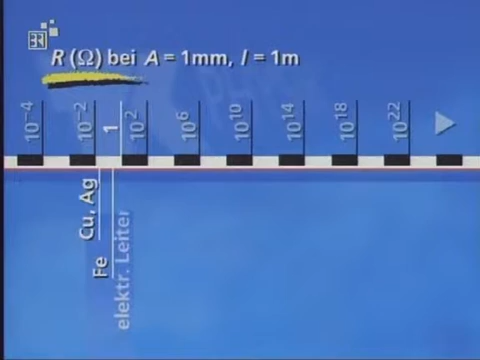 R (Ω) bei A = 1mm, l = 1m
10⁻⁴
10⁻²
1
10²
10⁶
10¹⁰
10¹⁴
10¹⁸
10²²
Cu, Ag
Fe
elektr. Leiter